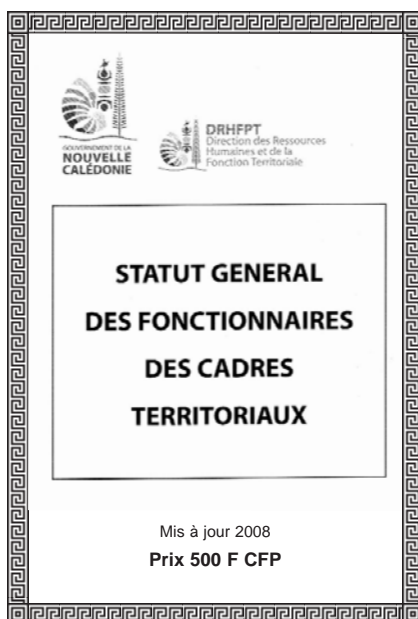 GOUVERNEMENT DE LA
NOUVELLE
CALÉDONIE
DRHFPT
Direction des Ressources
Humaines et de la
Fonction Territoriale
STATUT GENERAL
DES FONCTIONNAIRES
DES CADRES
TERRITORIAUX
Mis à jour 2008
Prix 500 F CFP